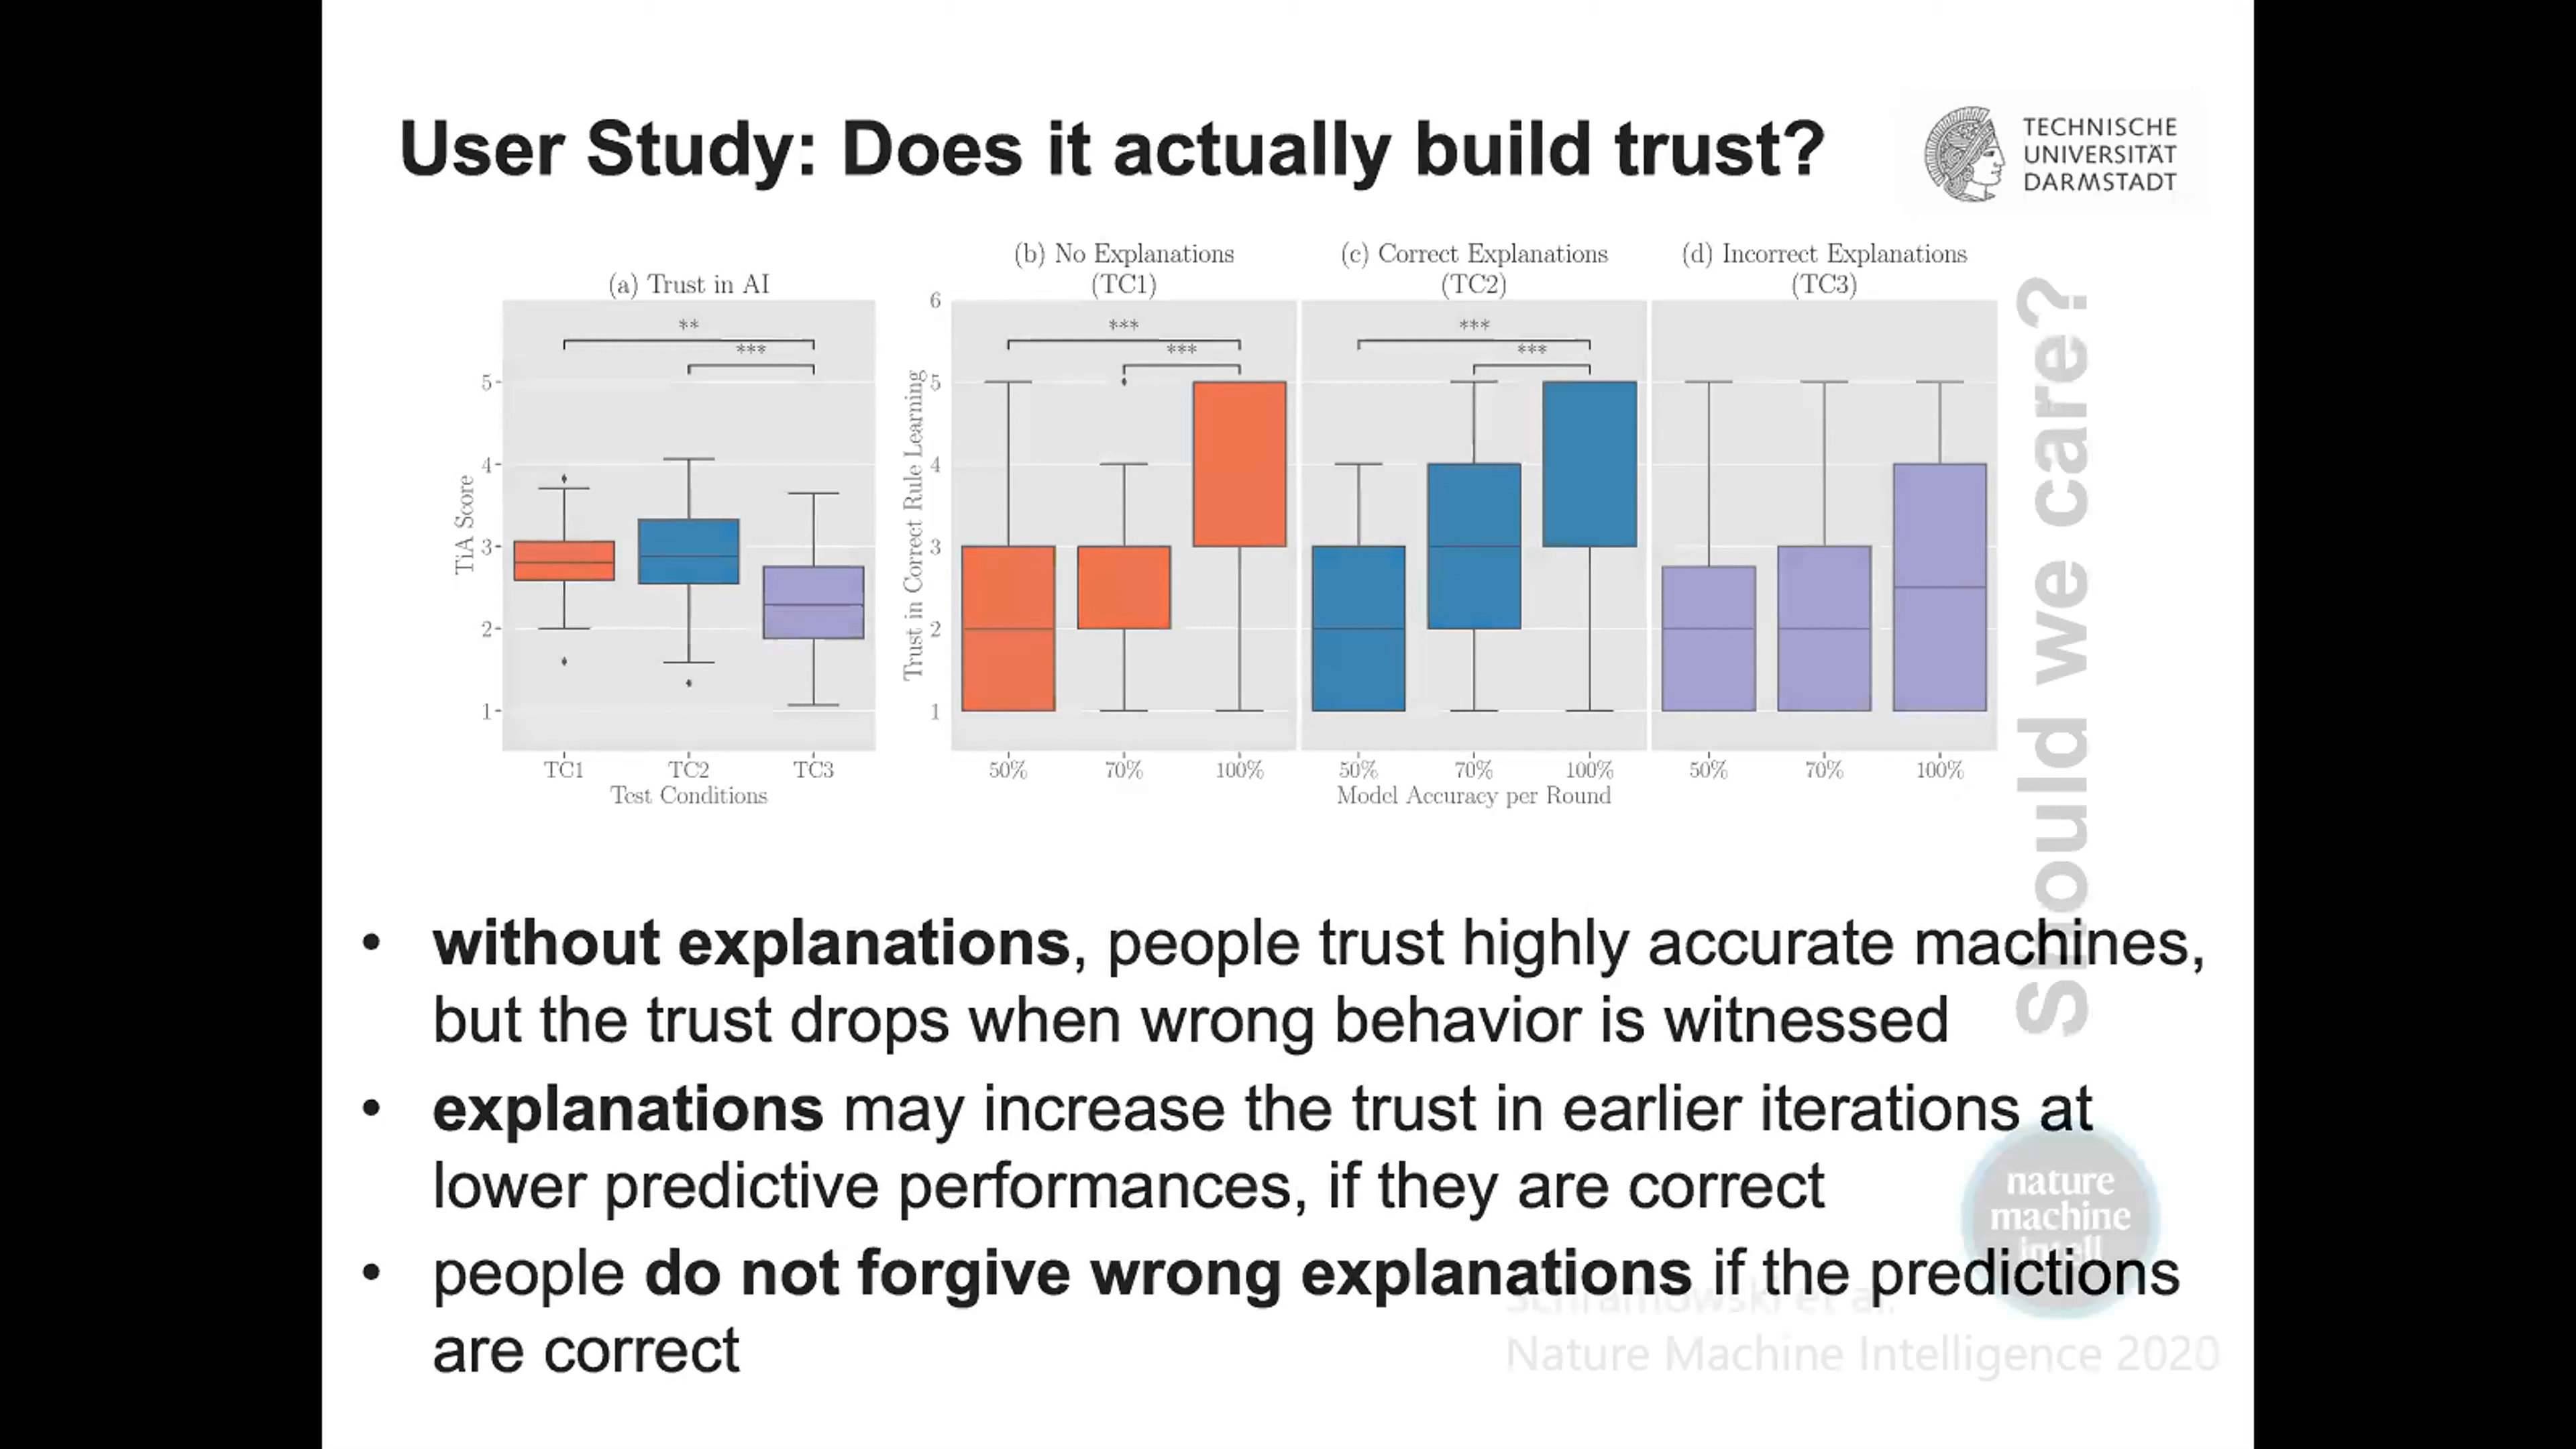 User Study: Does it actually build trust?
TECHNISCHE
UNIVERSITÄT
DARMSTADT
(a) Trust in AI
**
***
TiA Score
5
4
3
2
1
TC1 TC2 TC3
Test Conditions
(b) No Explanations
(TC1)
(c) Correct Explanations
(TC2)
(d) Incorrect Explanations
(TC3)
***
***
***
***
Trust in Correct Rule Learning
6
5
4
3
2
1
50% 70% 100%
50% 70% 100%
50% 70% 100%
Model Accuracy per Round
Should we care?
• without explanations, people trust highly accurate machines,
but the trust drops when wrong behavior is witnessed
• explanations may increase the trust in earlier iterations at
lower predictive performances, if they are correct
• people do not forgive wrong explanations if the predictions
are correct
nature
machine
intell
Schramowski et al.
Nature Machine Intelligence 2020